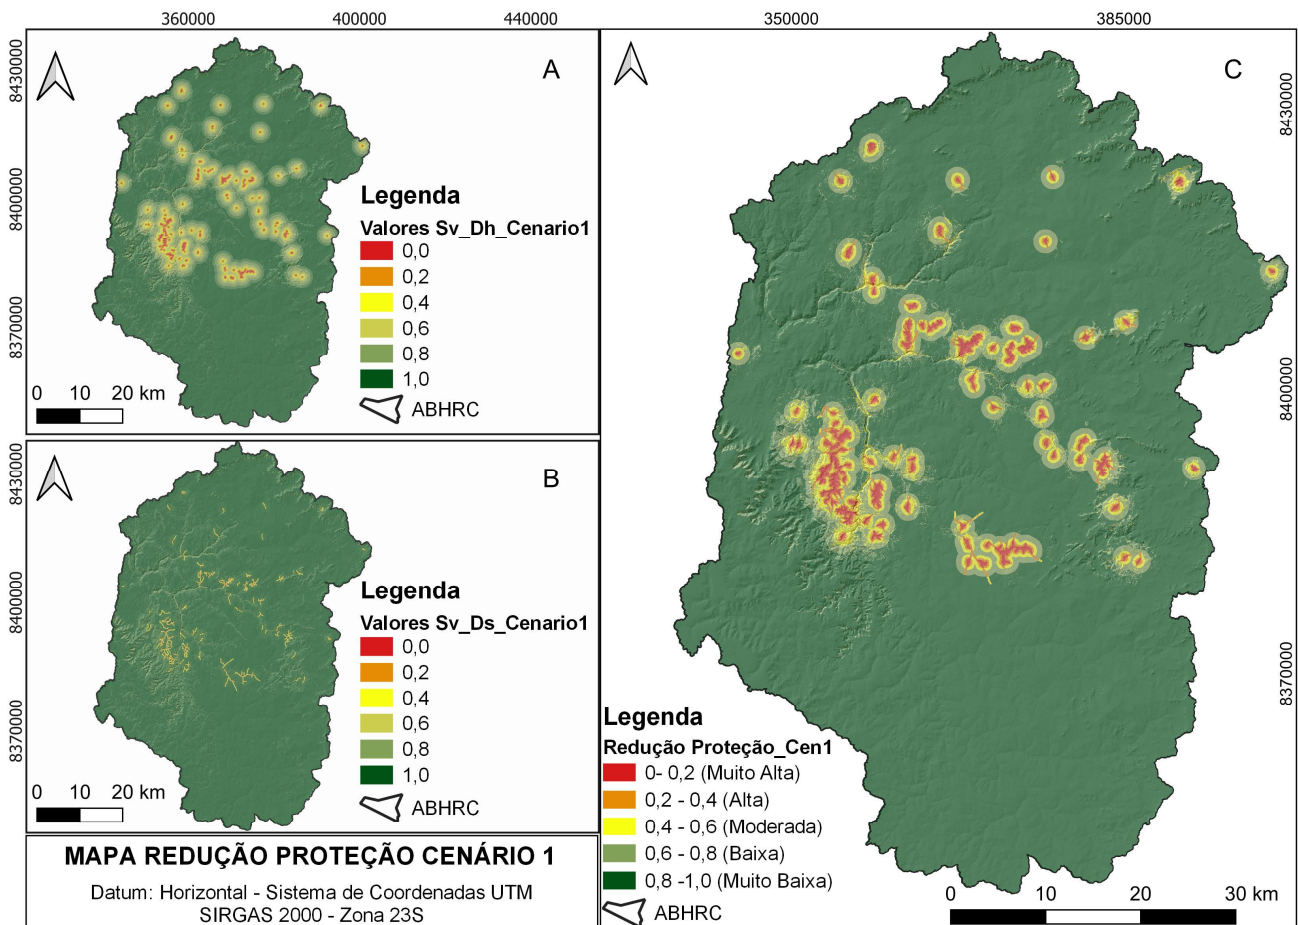 360000 400000 440000
8430000
8400000
8370000
A
Legenda
Valores Sv_Dh_Cenario1
0,0
0,2
0,4
0,6
0,8
1,0
ABHRC
0 10 20 km
8430000
8400000
8370000
B
Legenda
Valores Sv_Ds_Cenario1
0,0
0,2
0,4
0,6
0,8
1,0
ABHRC
0 10 20 km
MAPA REDUÇÃO PROTEÇÃO CENÁRIO 1
Datum: Horizontal - Sistema de Coordenadas UTM
SIRGAS 2000 - Zona 23S
350000 385000
C
8430000
8400000
8370000
Legenda
Redução Proteção_Cen1
0- 0,2 (Muito Alta)
0,2 - 0,4 (Alta)
0,4 - 0,6 (Moderada)
0,6 - 0,8 (Baixa)
0,8 -1,0 (Muito Baixa)
ABHRC
0 10 20 30 km